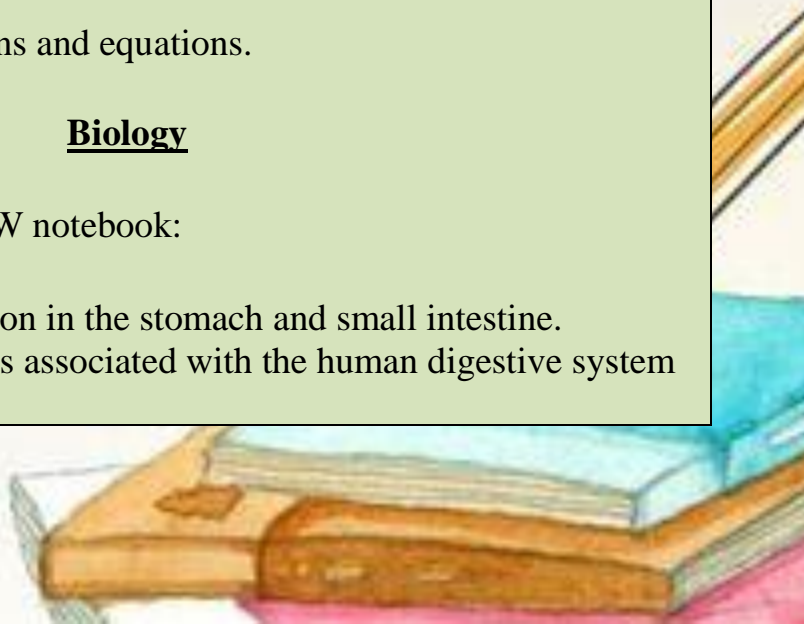 ns and equations.
Biology
W notebook:
on in the stomach and small intestine.
s associated with the human digestive system